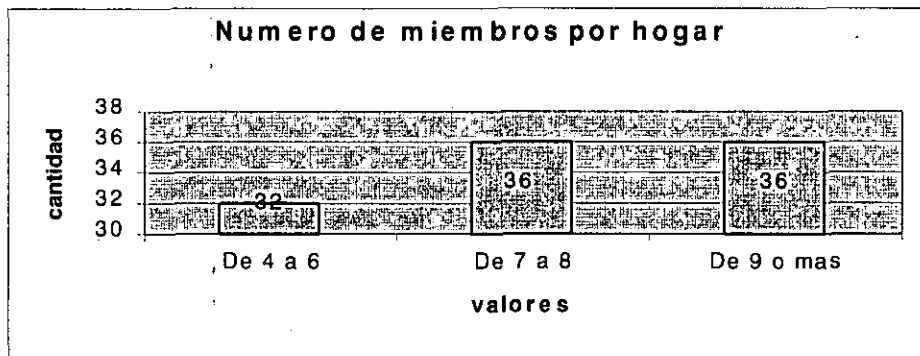 Numero de miembros por hogar
cantidad
38
36
34
32
30
32
36
36
De 4 a 6
De 7 a 8
De 9 o mas
valores